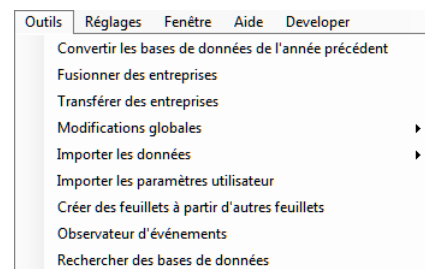 Outils Réglages Fenêtre Aide Developer
Convertir les bases de données de l'année précédent
Fusionner des entreprises
Transférer des entreprises
Modifications globales
Importer les données
Importer les paramètres utilisateur
Créer des feuillets à partir d'autres feuillets
Observateur d'événements
Rechercher des bases de données